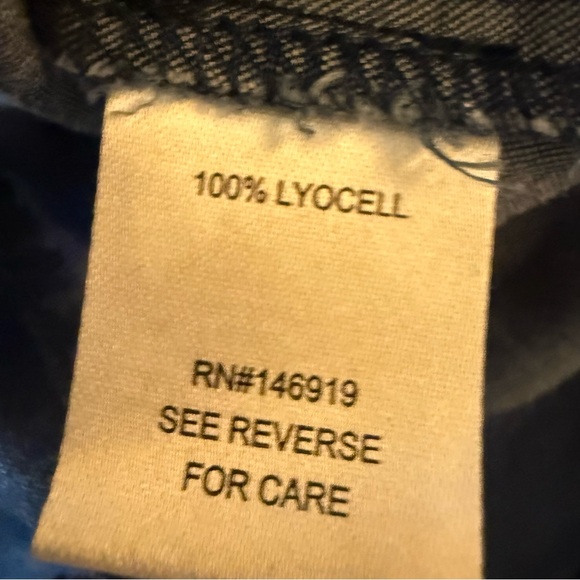 100% LYOCELL
RN#146919
SEE REVERSE
FOR CARE